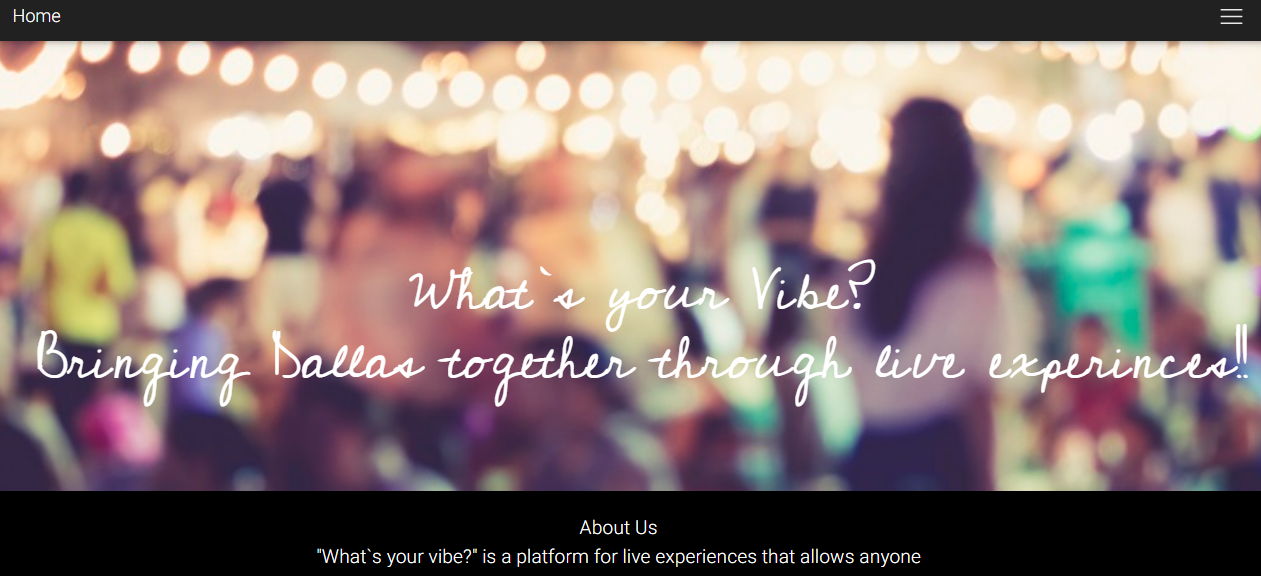 Home
What`s your Vibe?
Bringing Dallas together through live experinces!!
About Us
"What`s your vibe?" is a platform for live experiences that allows anyone